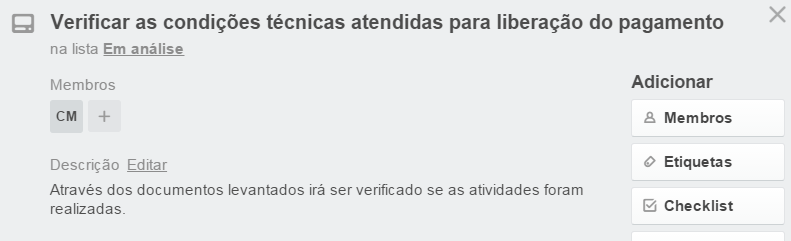 Verificar as condições técnicas atendidas para liberação do pagamento
na lista Em análise
Membros
CM +
Descrição Editar
Através dos documentos levantados irá ser verificado se as atividades foram
realizadas.
Adicionar
Membros
Etiquetas
Checklist